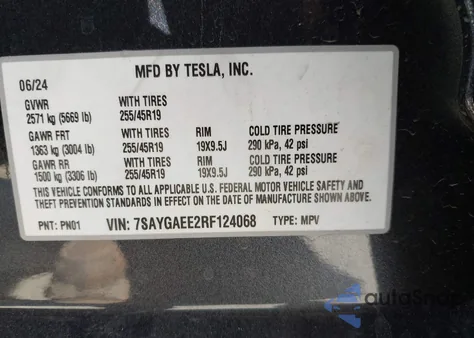 MFD BY TESLA, INC.
06/24
GVWR WITH TIRES
2571 kg (5669 lb) 255/45R19
GAWR FRT WITH TIRES RIM COLD TIRE PRESSURE
1363 kg (3004 lb) 255/45R19 19X9.5J 290 kPa, 42 psi
GAWR RR WITH TIRES RIM COLD TIRE PRESSURE
1500 kg (3306 lb) 255/45R19 19X9.5J 290 kPa, 42 psi
THIS VEHICLE CONFORMS TO ALL APPLICABLE U.S. FEDERAL MOTOR VEHICLE SAFETY AND
THEFT PREVENTION STANDARDS IN EFFECT ON THE DATE OF MANUFACTURE SHOWN ABOVE.
PNT: PN01 VIN: 7SAYGAEE2RF124068 TYPE: MPV